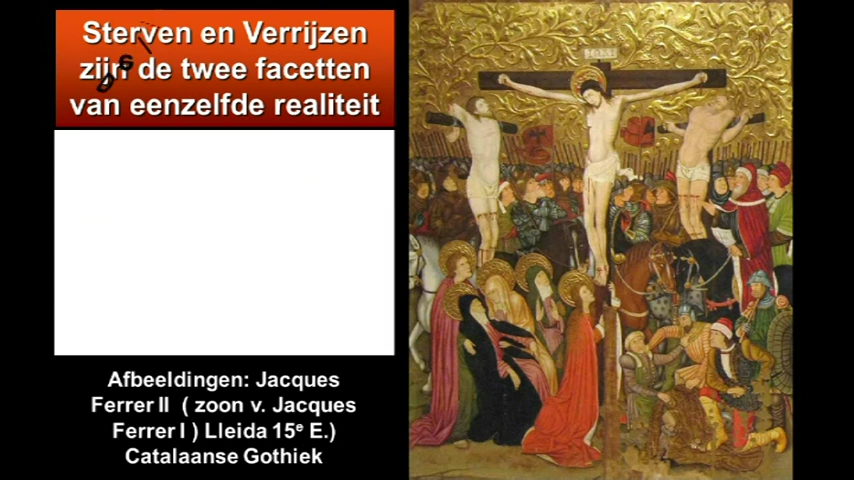 Sterven en Verrijzen
zijn de twee facetten
van eenzelfde realiteit
Afbeeldingen: Jacques
Ferrer II ( zoon v. Jacques
Ferrer I ) Lleida 15e E.)
Catalaanse Gothiek